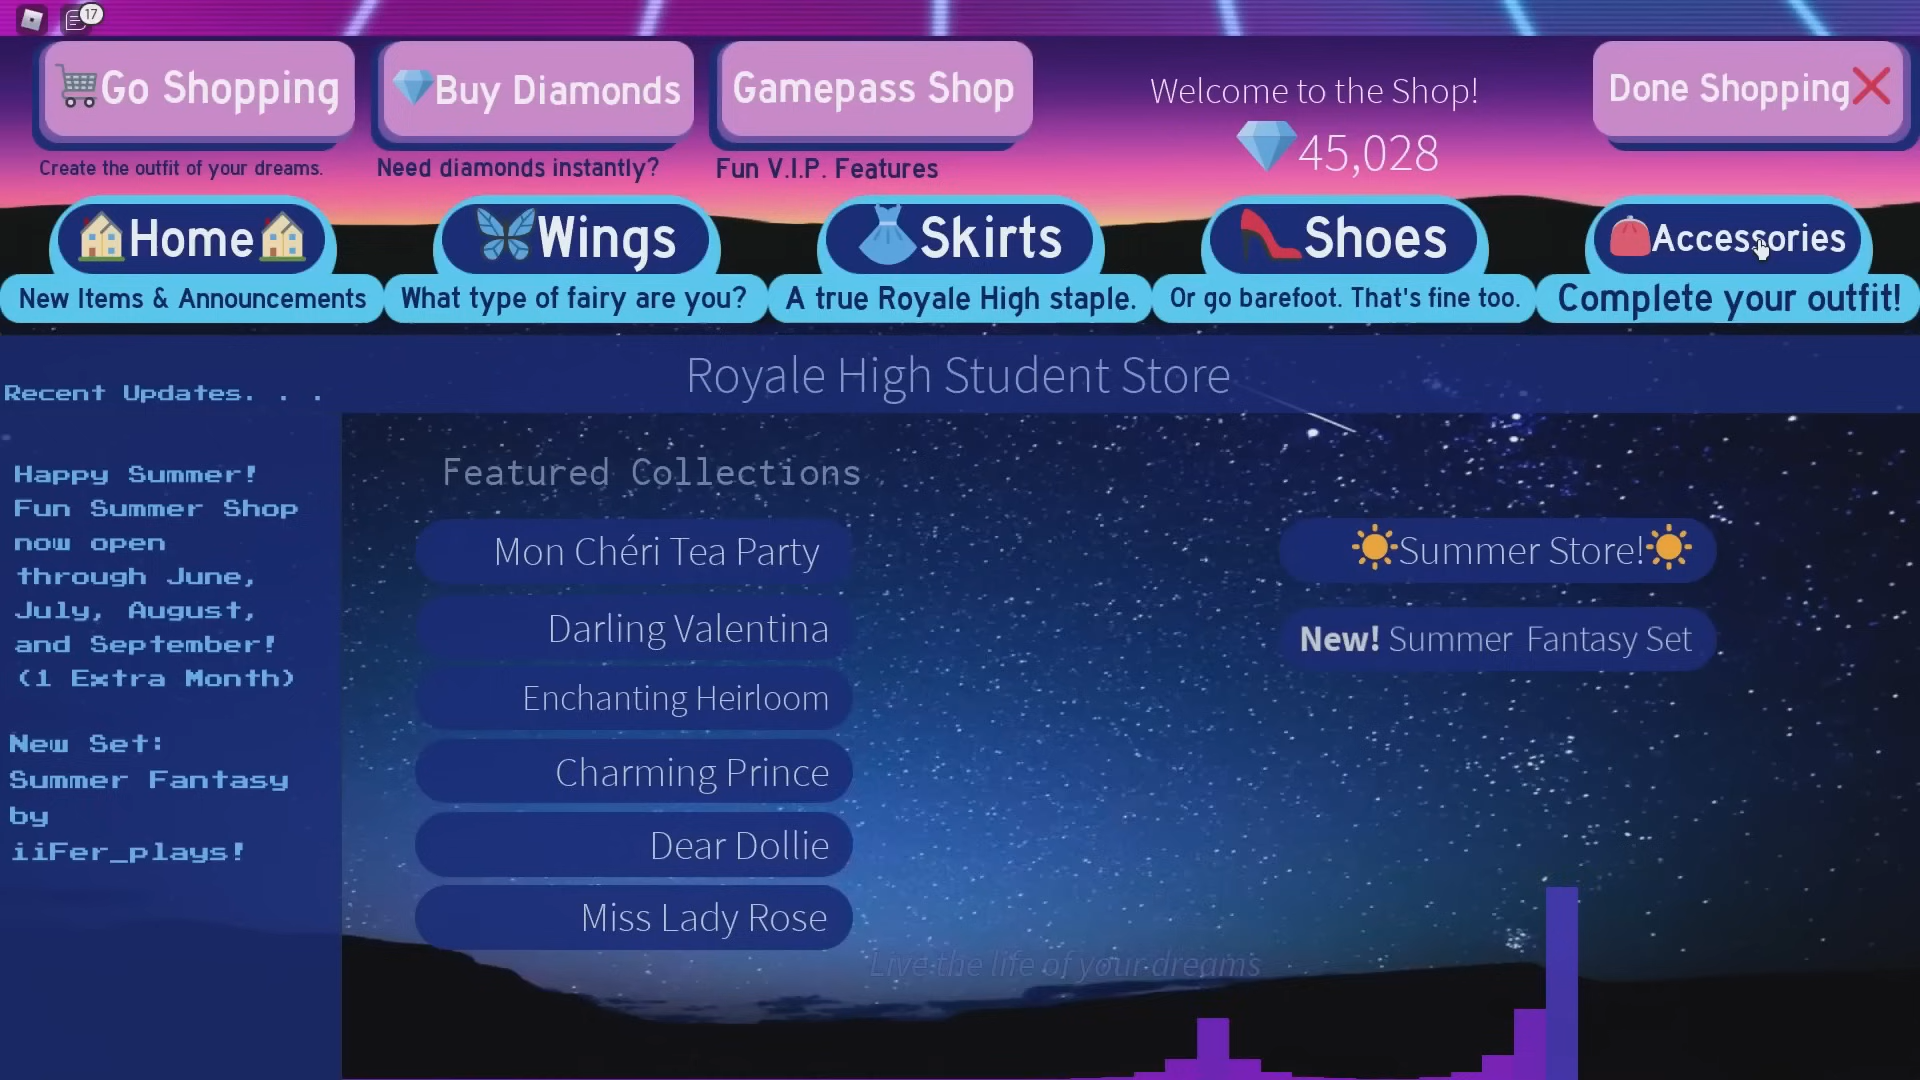 17
Go Shopping
Buy Diamonds
Gamepass Shop
Welcome to the Shop!
45,028
Done Shopping
Create the outfit of your dreams.
Need diamonds instantly?
Fun V.I.P. Features
Home
Wings
Skirts
Shoes
Accessories
New Items & Announcements
What type of fairy are you?
A true Royale High staple.
Or go barefoot. That's fine too.
Complete your outfit!
Royale High Student Store
Recent Updates. . .
Happy Summer!
Fun Summer Shop
now open
through June,
July, August,
and September!
(1 Extra Month)
New Set:
Summer Fantasy
by
iiFer_plays!
Featured Collections
Mon Chéri Tea Party
Darling Valentina
Enchanting Heirloom
Charming Prince
Dear Dollie
Miss Lady Rose
Summer Store!
New! Summer Fantasy Set
Live the life of your dreams